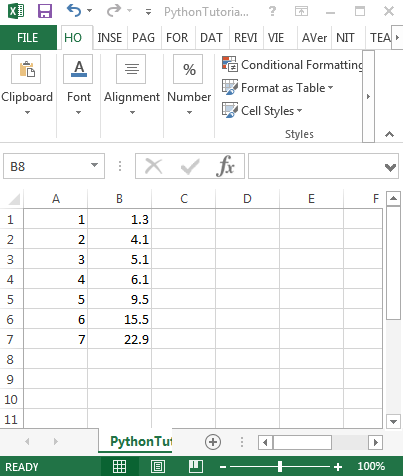 PythonTutoria...
FILE HO INSE PAG FOR DAT REVI VIE AVer NIT TEA
Clipboard
Font
Alignment
%
Number
Conditional Formatting
Format as Table
Cell Styles
Styles
B8 fx
A B C D E F
1 1 1.3
2 2 4.1
3 3 5.1
4 4 6.1
5 5 9.5
6 6 15.5
7 7 22.9
8
9
10
11
PythonTut
READY 100%